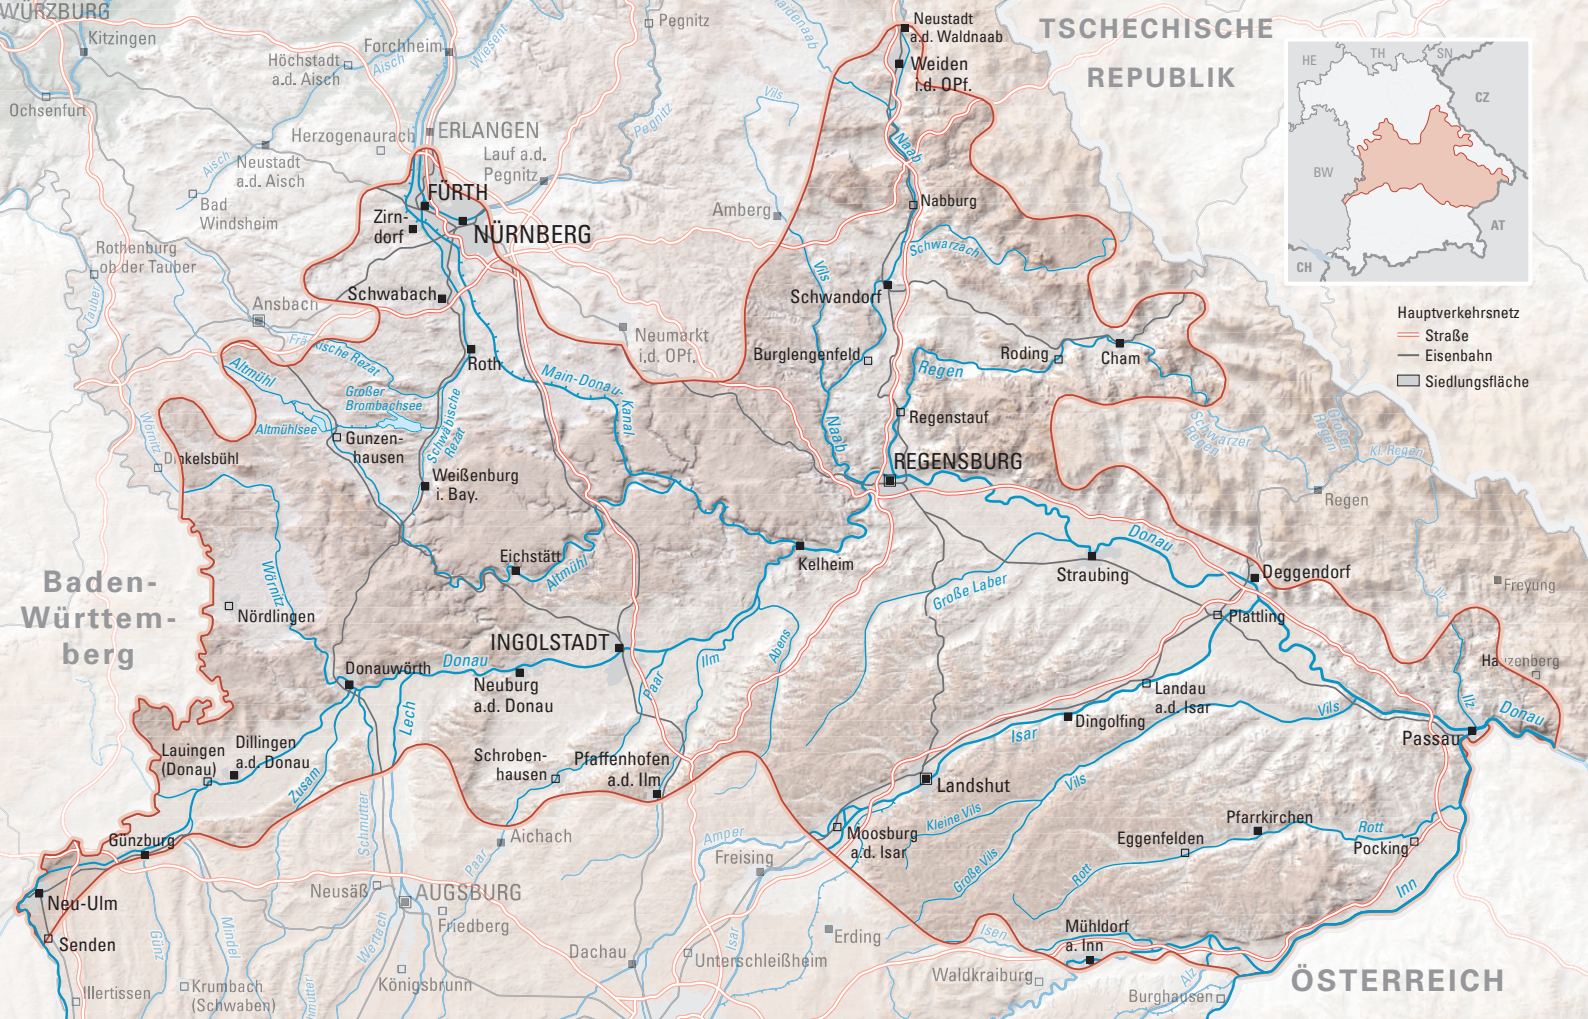 WÜRZBURG
Kitzingen
Ochsenfurt
Höchstadt
a.d. Aisch
Forchheim
Aisch
Wiesent
Pegnitz
Haidenaab
Neustadt
a.d. Waldnaab
Weiden
i.d. OPf.
TSCHECHISCHE
REPUBLIK
HE
TH
SN
CZ
BW
AT
CH
Herzogenaurach
ERLANGEN
Lauf a.d.
Pegnitz
Pegnitz
Vils
Naab
Aisch
Neustadt
a.d. Aisch
Bad
Windsheim
FÜRTH
Zirn-
dorf
NÜRNBERG
Amberg
Nabburg
Schwarzach
Rothenburg
ob der Tauber
Tauber
Ansbach
Schwabach
Neumarkt
i.d. OPf.
Vils
Schwandorf
Hauptverkehrsnetz
Straße
Eisenbahn
Siedlungsfläche
Fränkische Rezat
Altmühl
Roth
Burglengenfeld
Regen
Roding
Cham
Main-Donau-
Kanal
Großer
Brombachsee
Altmühlsee
Schwäbische
Rezat
Gunzen-
hausen
Wörnitz
Dinkelsbühl
Weißenburg
i. Bay.
Naab
Regenstauf
REGENSBURG
Schwarzer
Regen
Großer
Regen
Kl. Regen
Regen
Eichstätt
Altmühl
Kelheim
Donau
Straubing
Deggendorf
Große Laber
Plattling
Freyung
Ilz
Baden-
Württem-
berg
Wörnitz
Nördlingen
INGOLSTADT
Donauwörth
Donau
Neuburg
a.d. Donau
Lech
Paar
Ilm
Abens
Hauzenberg
Ilz
Donau
Passau
Landau
a.d. Isar
Dingolfing
Isar
Vils
Lauingen
(Donau)
Dillingen
a.d. Donau
Zusam
Schroben-
hausen
Pfaffenhofen
a.d. Ilm
Landshut
Vils
Kleine Vils
Große Vils
Moosburg
a.d. Isar
Pfarrkirchen
Eggenfelden
Rott
Rott
Pocking
Inn
Günzburg
Schmutter
Aichach
Paar
Amper
Freising
Neu-Ulm
Senden
Neusäß
AUGSBURG
Friedberg
Günz
Mindel
Wertach
Dachau
Isar
Unterschleißheim
Erding
Isen
Mühldorf
a. Inn
Waldkraiburg
Alz
Burghausen
ÖSTERREICH
Illertissen
Krumbach
(Schwaben)
Schmutter
Königsbrunn